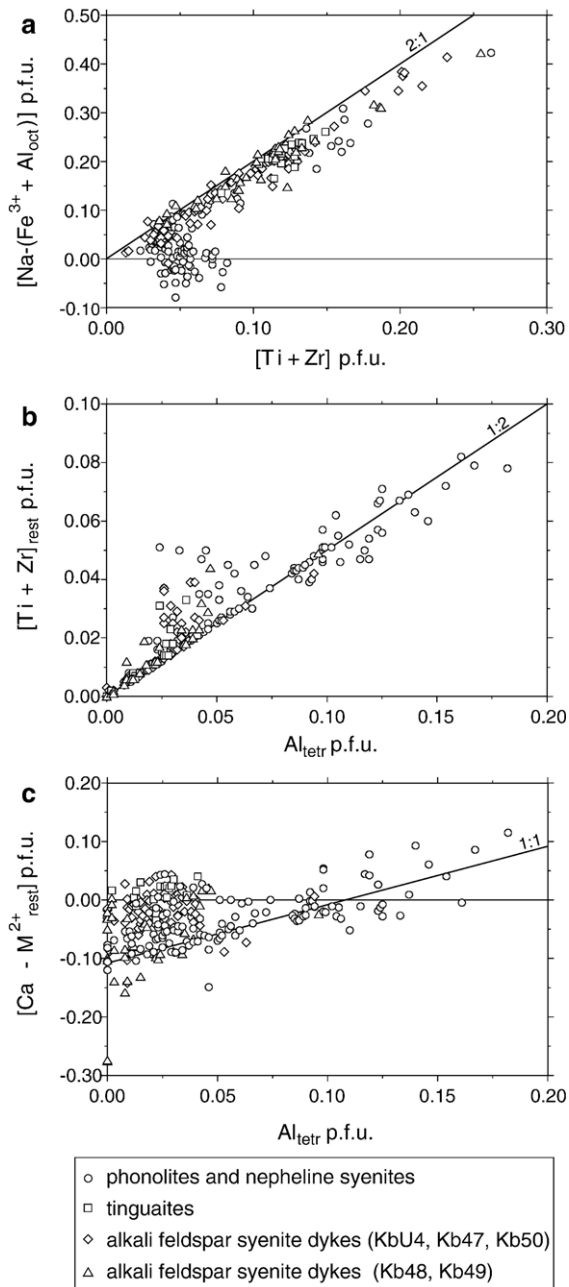 a
0.50
0.40
0.30
0.20
0.10
0.00
-0.10
[Na-(Fe³⁺ + Al_oct)] p.f.u.
2:1
0.00 0.10 0.20 0.30
[Ti + Zr] p.f.u.
b
0.10
0.08
0.06
0.04
0.02
0.00
[Ti + Zr]_rest p.f.u.
1:2
0.00 0.05 0.10 0.15 0.20
Al_tetr p.f.u.
c
0.20
0.10
0.00
-0.10
-0.20
-0.30
[Ca - M²⁺_rest] p.f.u.
1:1
0.00 0.05 0.10 0.15 0.20
Al_tetr p.f.u.
phonolites and nepheline syenites
tinguaites
alkali feldspar syenite dykes (KbU4, Kb47, Kb50)
alkali feldspar syenite dykes (Kb48, Kb49)